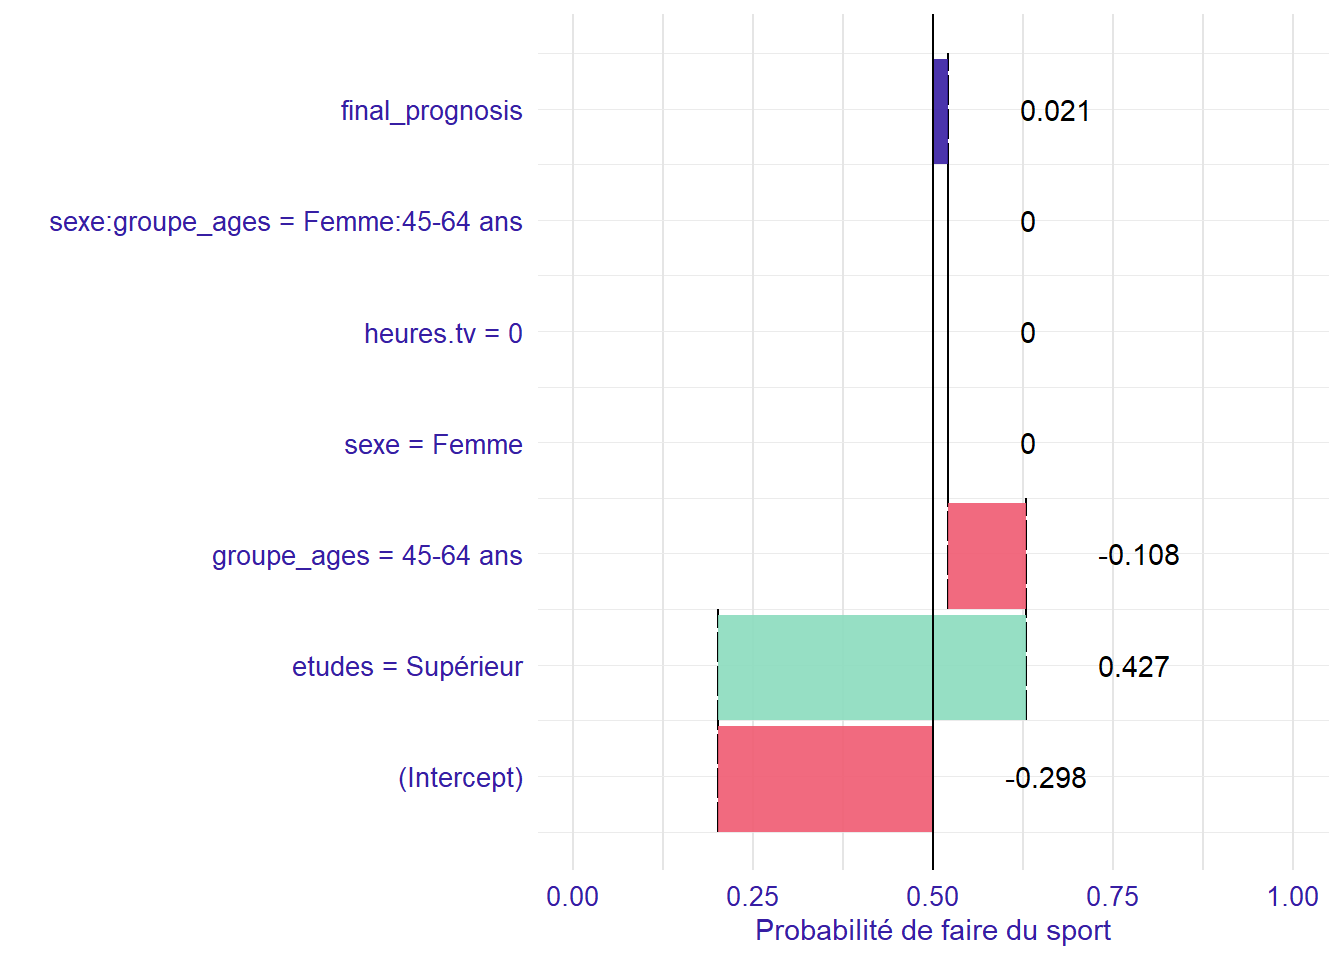 final_prognosis 0.021
sexe:groupe_ages = Femme:45-64 ans 0
heures.tv = 0 0
sexe = Femme 0
groupe_ages = 45-64 ans -0.108
etudes = Supérieur 0.427
(Intercept) -0.298
0.00 0.25 0.50 0.75 1.00
Probabilité de faire du sport